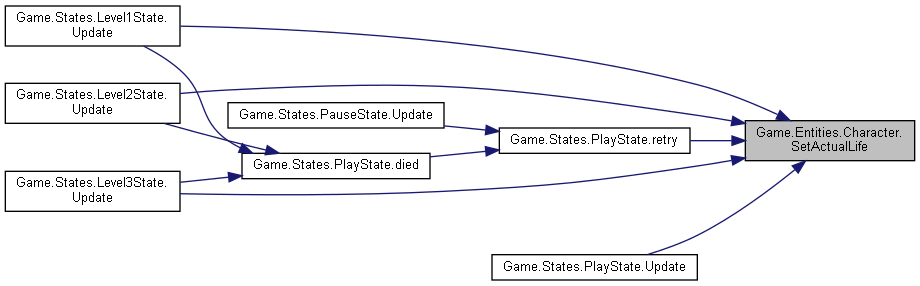 Game.States.Level1State.
Update
Game.States.Level2State.
Update
Game.States.PauseState.Update
Game.Entities.Character.
SetActualLife
Game.States.PlayState.retry
Game.States.PlayState.died
Game.States.Level3State.
Update
Game.States.PlayState.Update